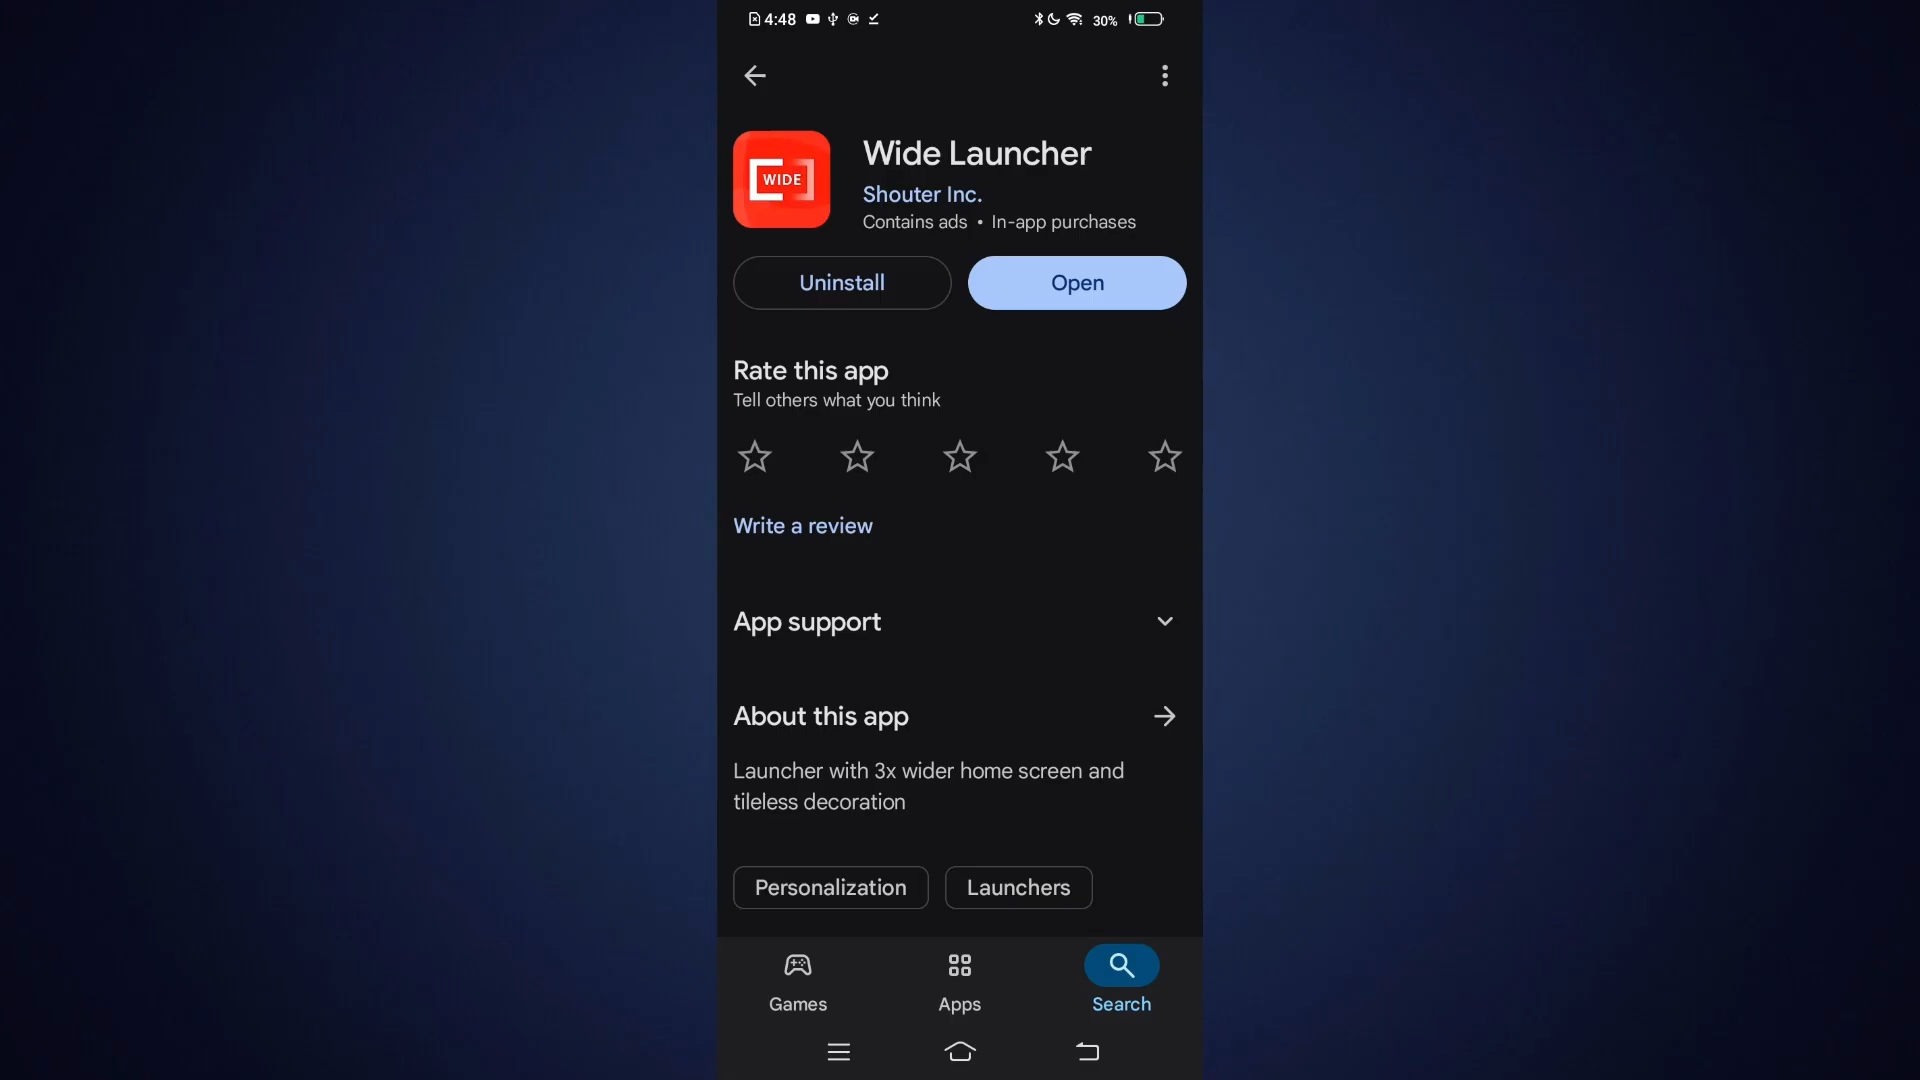 4:48
30%
WIDE
Wide Launcher
Shouter Inc.
Contains ads • In-app purchases
Uninstall
Open
Rate this app
Tell others what you think
Write a review
App support
About this app
Launcher with 3x wider home screen and
tileless decoration
Personalization
Launchers
Games
Apps
Search